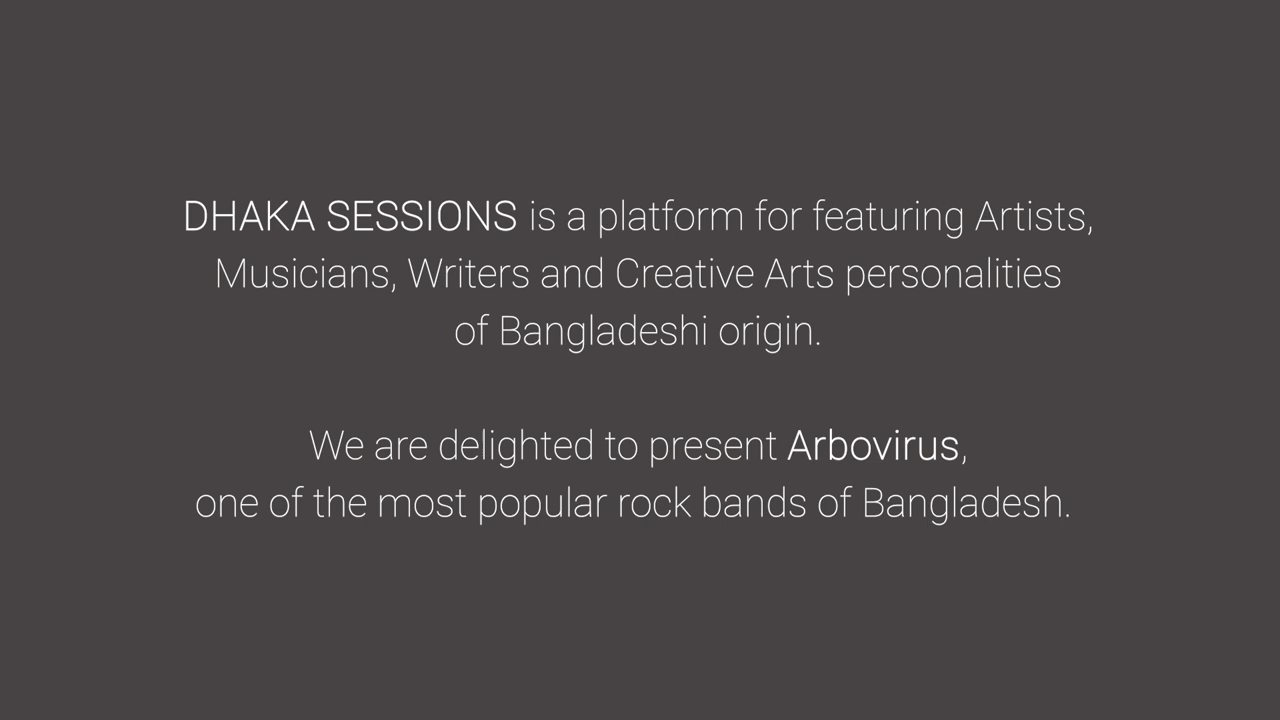 DHAKA SESSIONS is a platform for featuring Artists,
Musicians, Writers and Creative Arts personalities
of Bangladeshi origin.
We are delighted to present Arbovirus,
one of the most popular rock bands of Bangladesh.